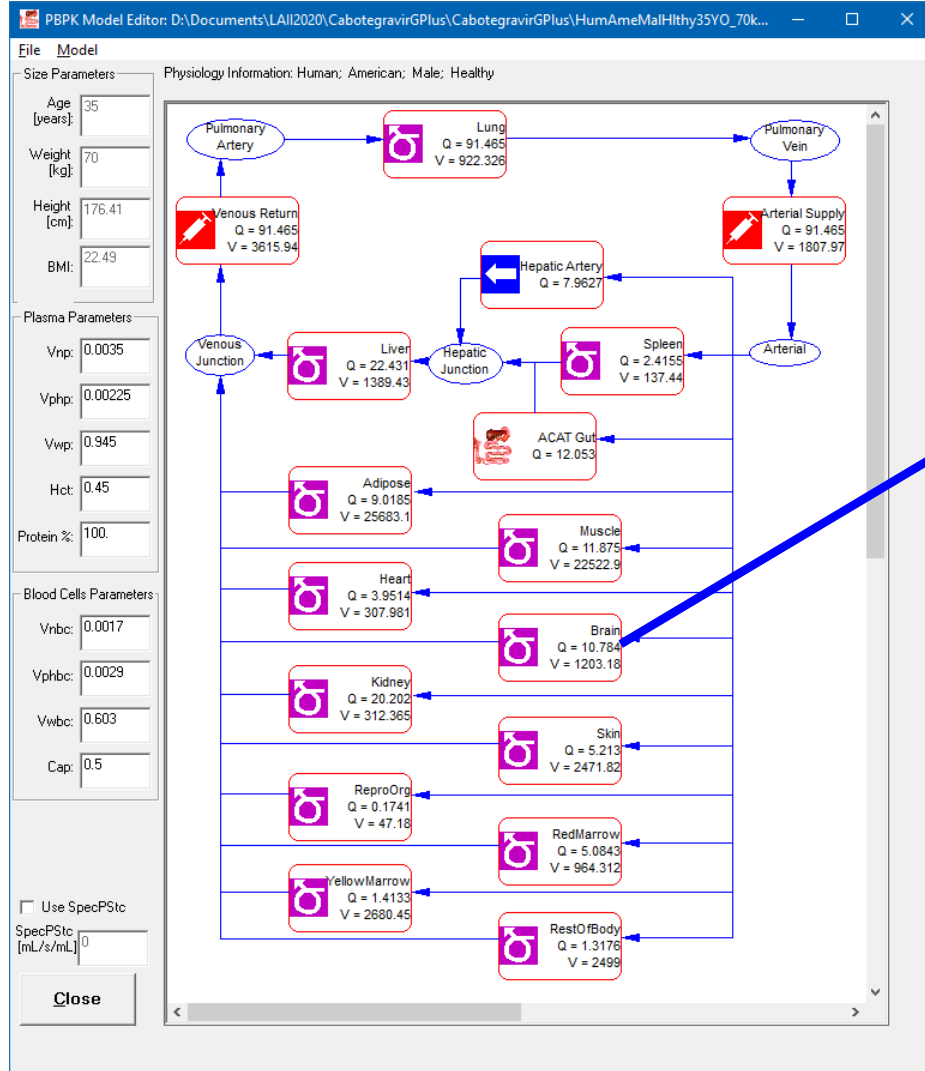 PBPK Model Editor: D:\Documents\LAII2020\CabotegravirGPlus\CabotegravirGPlus\HumAmeMalHlthy35YO_70k...
File Model
Size Parameters
Age [years]: 35
Weight [kg]: 70
Height [cm]: 176.41
BMI: 22.49
Plasma Parameters
Vnp: 0.0035
Vphp: 0.00225
Vwp: 0.945
Hct: 0.45
Protein %: 100.
Blood Cells Parameters
Vnbc: 0.0017
Vphbc: 0.0029
Vwbc: 0.603
Cap: 0.5
Use SpecPStc
SpecPStc [mL/s/mL] 0
Close
Physiology Information: Human; American; Male; Healthy
Pulmonary
Artery
Lung
Q = 91.465
V = 922.326
Pulmonary
Vein
Venous Return
Q = 91.465
V = 3615.94
Arterial Supply
Q = 91.465
V = 1807.97
Hepatic Artery
Q = 7.9627
Venous
Junction
Liver
Q = 22.431
V = 1389.43
Hepatic
Junction
Spleen
Q = 2.4155
V = 137.44
Arterial
ACAT Gut
Q = 12.053
Adipose
Q = 9.0185
V = 25683.1
Muscle
Q = 11.875
V = 22522.9
Heart
Q = 3.9514
V = 307.981
Brain
Q = 10.784
V = 1203.18
Kidney
Q = 20.202
V = 312.365
Skin
Q = 5.213
V = 2471.82
ReproOrg
Q = 0.1741
V = 47.18
RedMarrow
Q = 5.0843
V = 964.312
YellowMarrow
Q = 1.4133
V = 2680.45
RestOfBody
Q = 1.3176
V = 2499